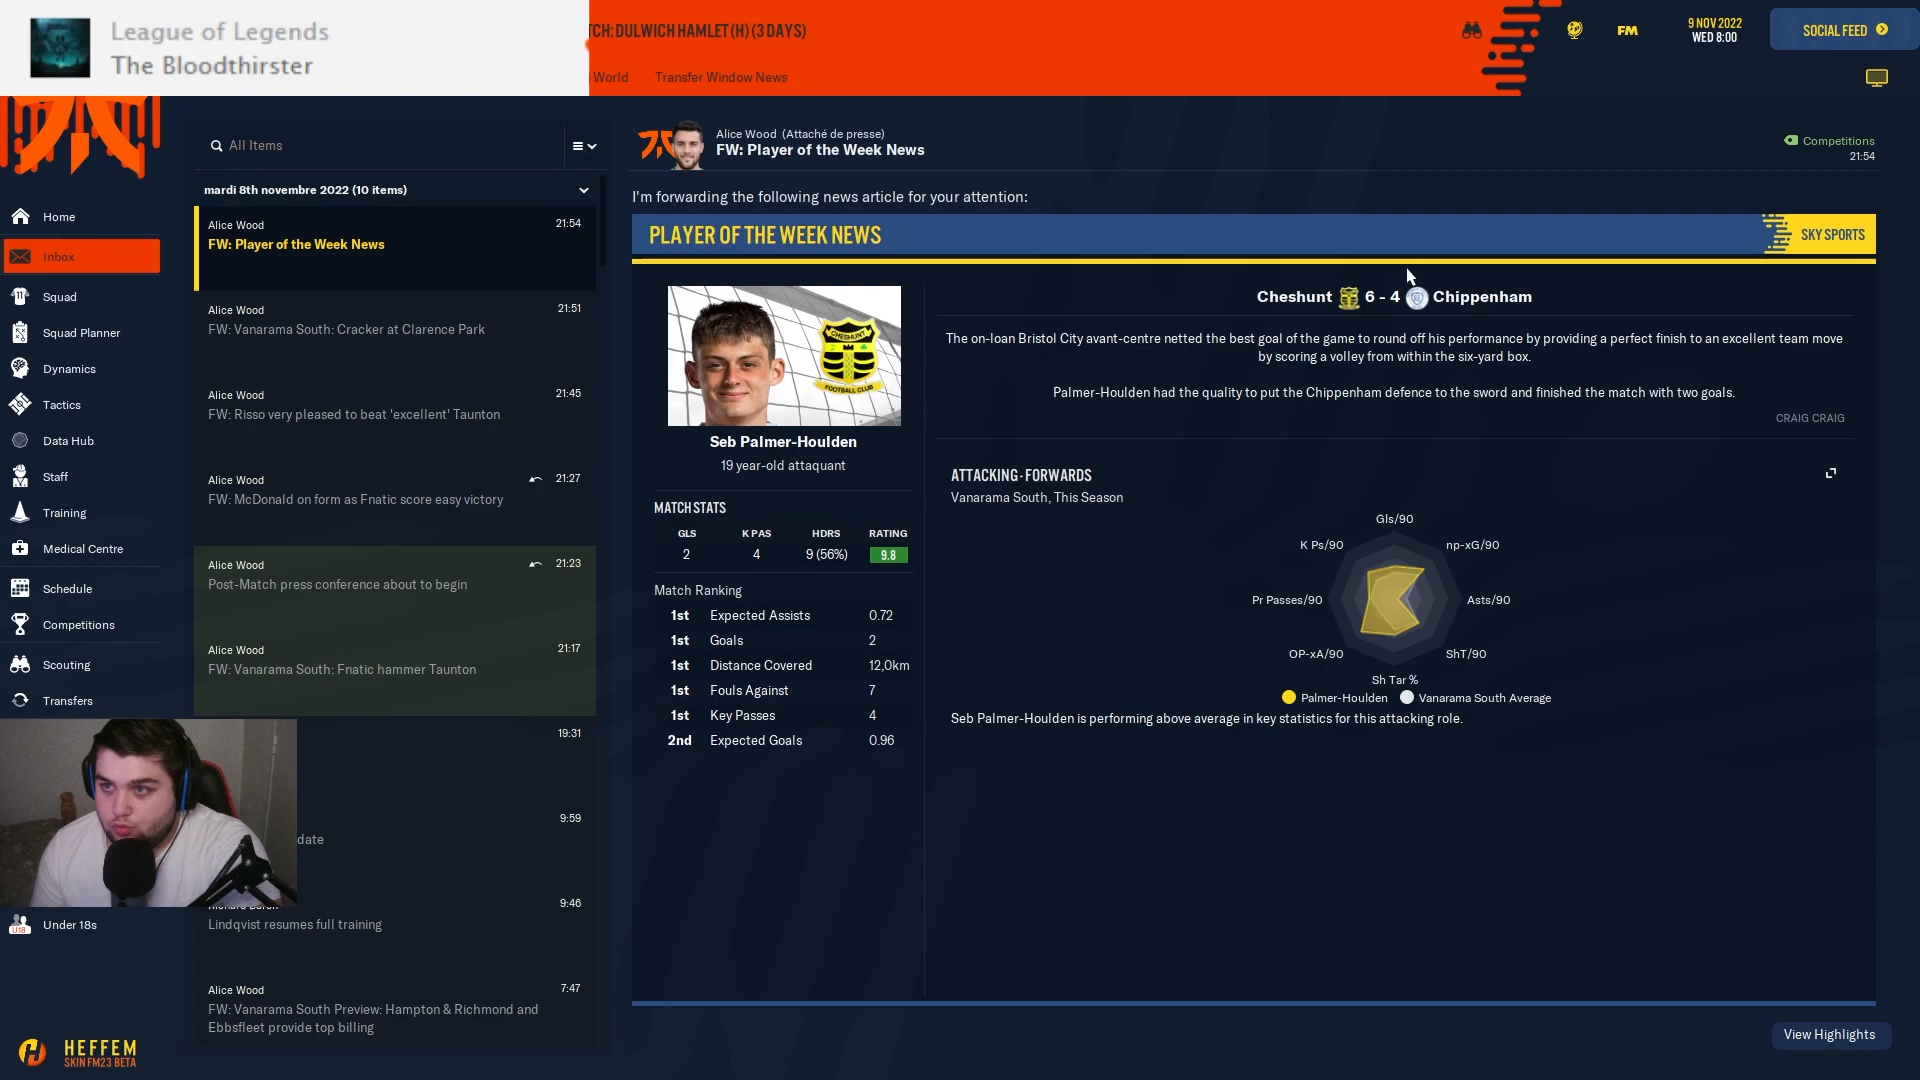 League of Legends
The Bloodthirster
TCH: DULWICH HAMLET (H) (3 DAYS)
World
Transfer Window News
FM
9 NOV 2022
WED 8:00
SOCIAL FEED
Home
Inbox
Squad
Squad Planner
Dynamics
Tactics
Data Hub
Staff
Training
Medical Centre
Schedule
Competitions
Scouting
Transfers
Under 18s
U18
HEFFEM
SKIN FM23 BETA
All Items
mardi 8th novembre 2022 (10 items)
Alice Wood 21:54
FW: Player of the Week News
Alice Wood 21:51
FW: Vanarama South: Cracker at Clarence Park
Alice Wood 21:45
FW: Risso very pleased to beat 'excellent' Taunton
Alice Wood 21:27
FW: McDonald on form as Fnatic score easy victory
Alice Wood 21:23
Post-Match press conference about to begin
Alice Wood 21:17
FW: Vanarama South: Fnatic hammer Taunton
19:31
9:59
date
9:46
Lindqvist resumes full training
Alice Wood 7:47
FW: Vanarama South Preview: Hampton & Richmond and
Ebbsfleet provide top billing
Alice Wood (Attaché de presse)
FW: Player of the Week News
Competitions
21:54
I'm forwarding the following news article for your attention:
PLAYER OF THE WEEK NEWS
SKY SPORTS
CHESHUNT
FOOTBALL CLUB
Seb Palmer-Houlden
19 year-old attaquant
MATCH STATS
GLS K PAS HDRS RATING
2 4 9 (56%) 9.8
Match Ranking
1st Expected Assists 0.72
1st Goals 2
1st Distance Covered 12,0km
1st Fouls Against 7
1st Key Passes 4
2nd Expected Goals 0.96
Cheshunt 6 - 4 Chippenham
The on-loan Bristol City avant-centre netted the best goal of the game to round off his performance by providing a perfect finish to an excellent team move
by scoring a volley from within the six-yard box.
Palmer-Houlden had the quality to put the Chippenham defence to the sword and finished the match with two goals.
CRAIG CRAIG
ATTACKING - FORWARDS
Vanarama South, This Season
Gls/90
K Ps/90
np-xG/90
Pr Passes/90
Asts/90
OP-xA/90
ShT/90
Sh Tar %
Palmer-Houlden
Vanarama South Average
Seb Palmer-Houlden is performing above average in key statistics for this attacking role.
View Highlights